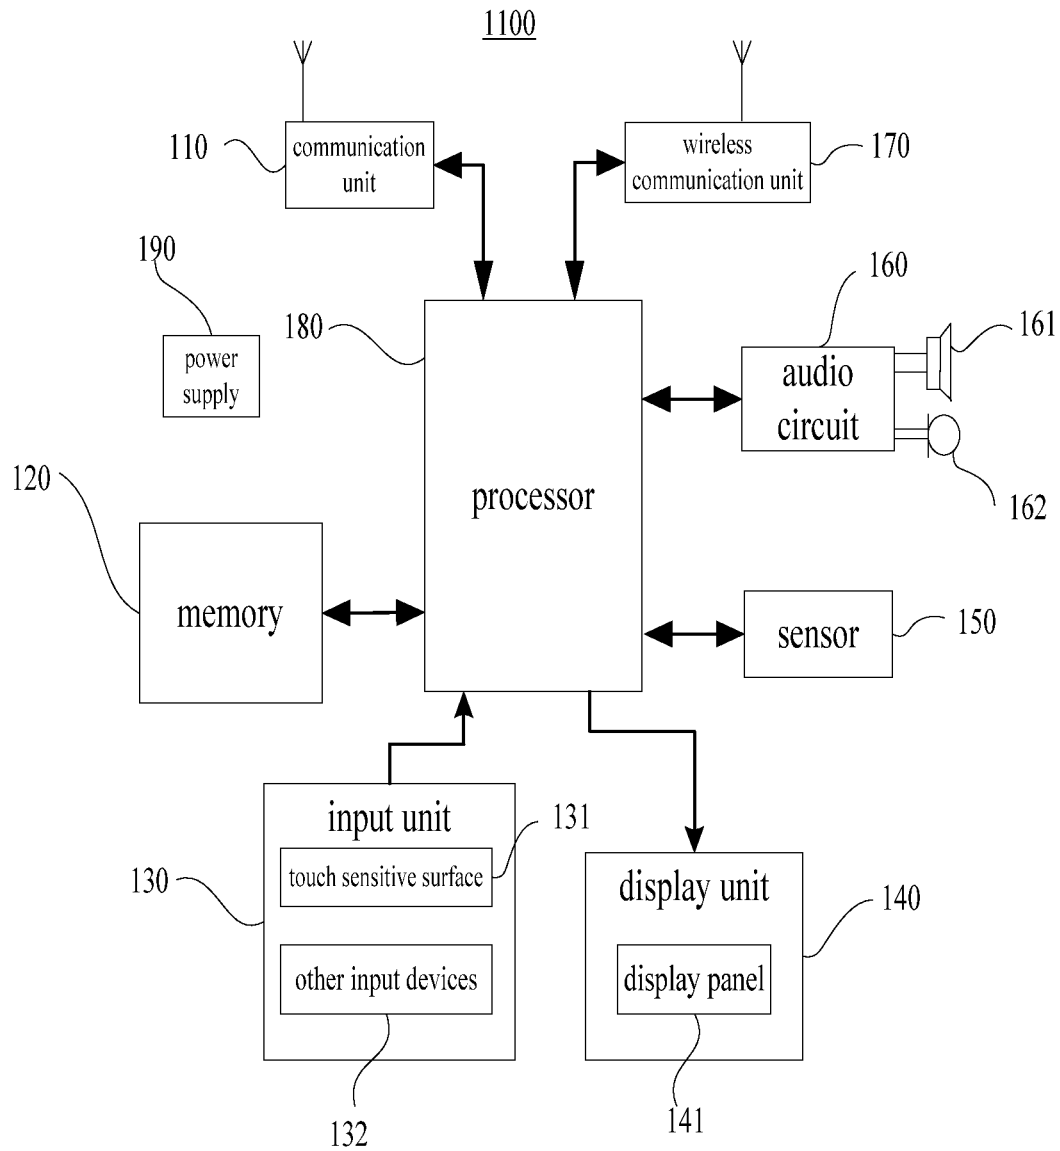 1100
110
communication
unit
wireless
communication unit
170
190
power
supply
180
160
audio
circuit
161
162
processor
120
memory
sensor
150
input unit
131
touch sensitive surface
130
other input devices
132
display unit
140
display panel
141